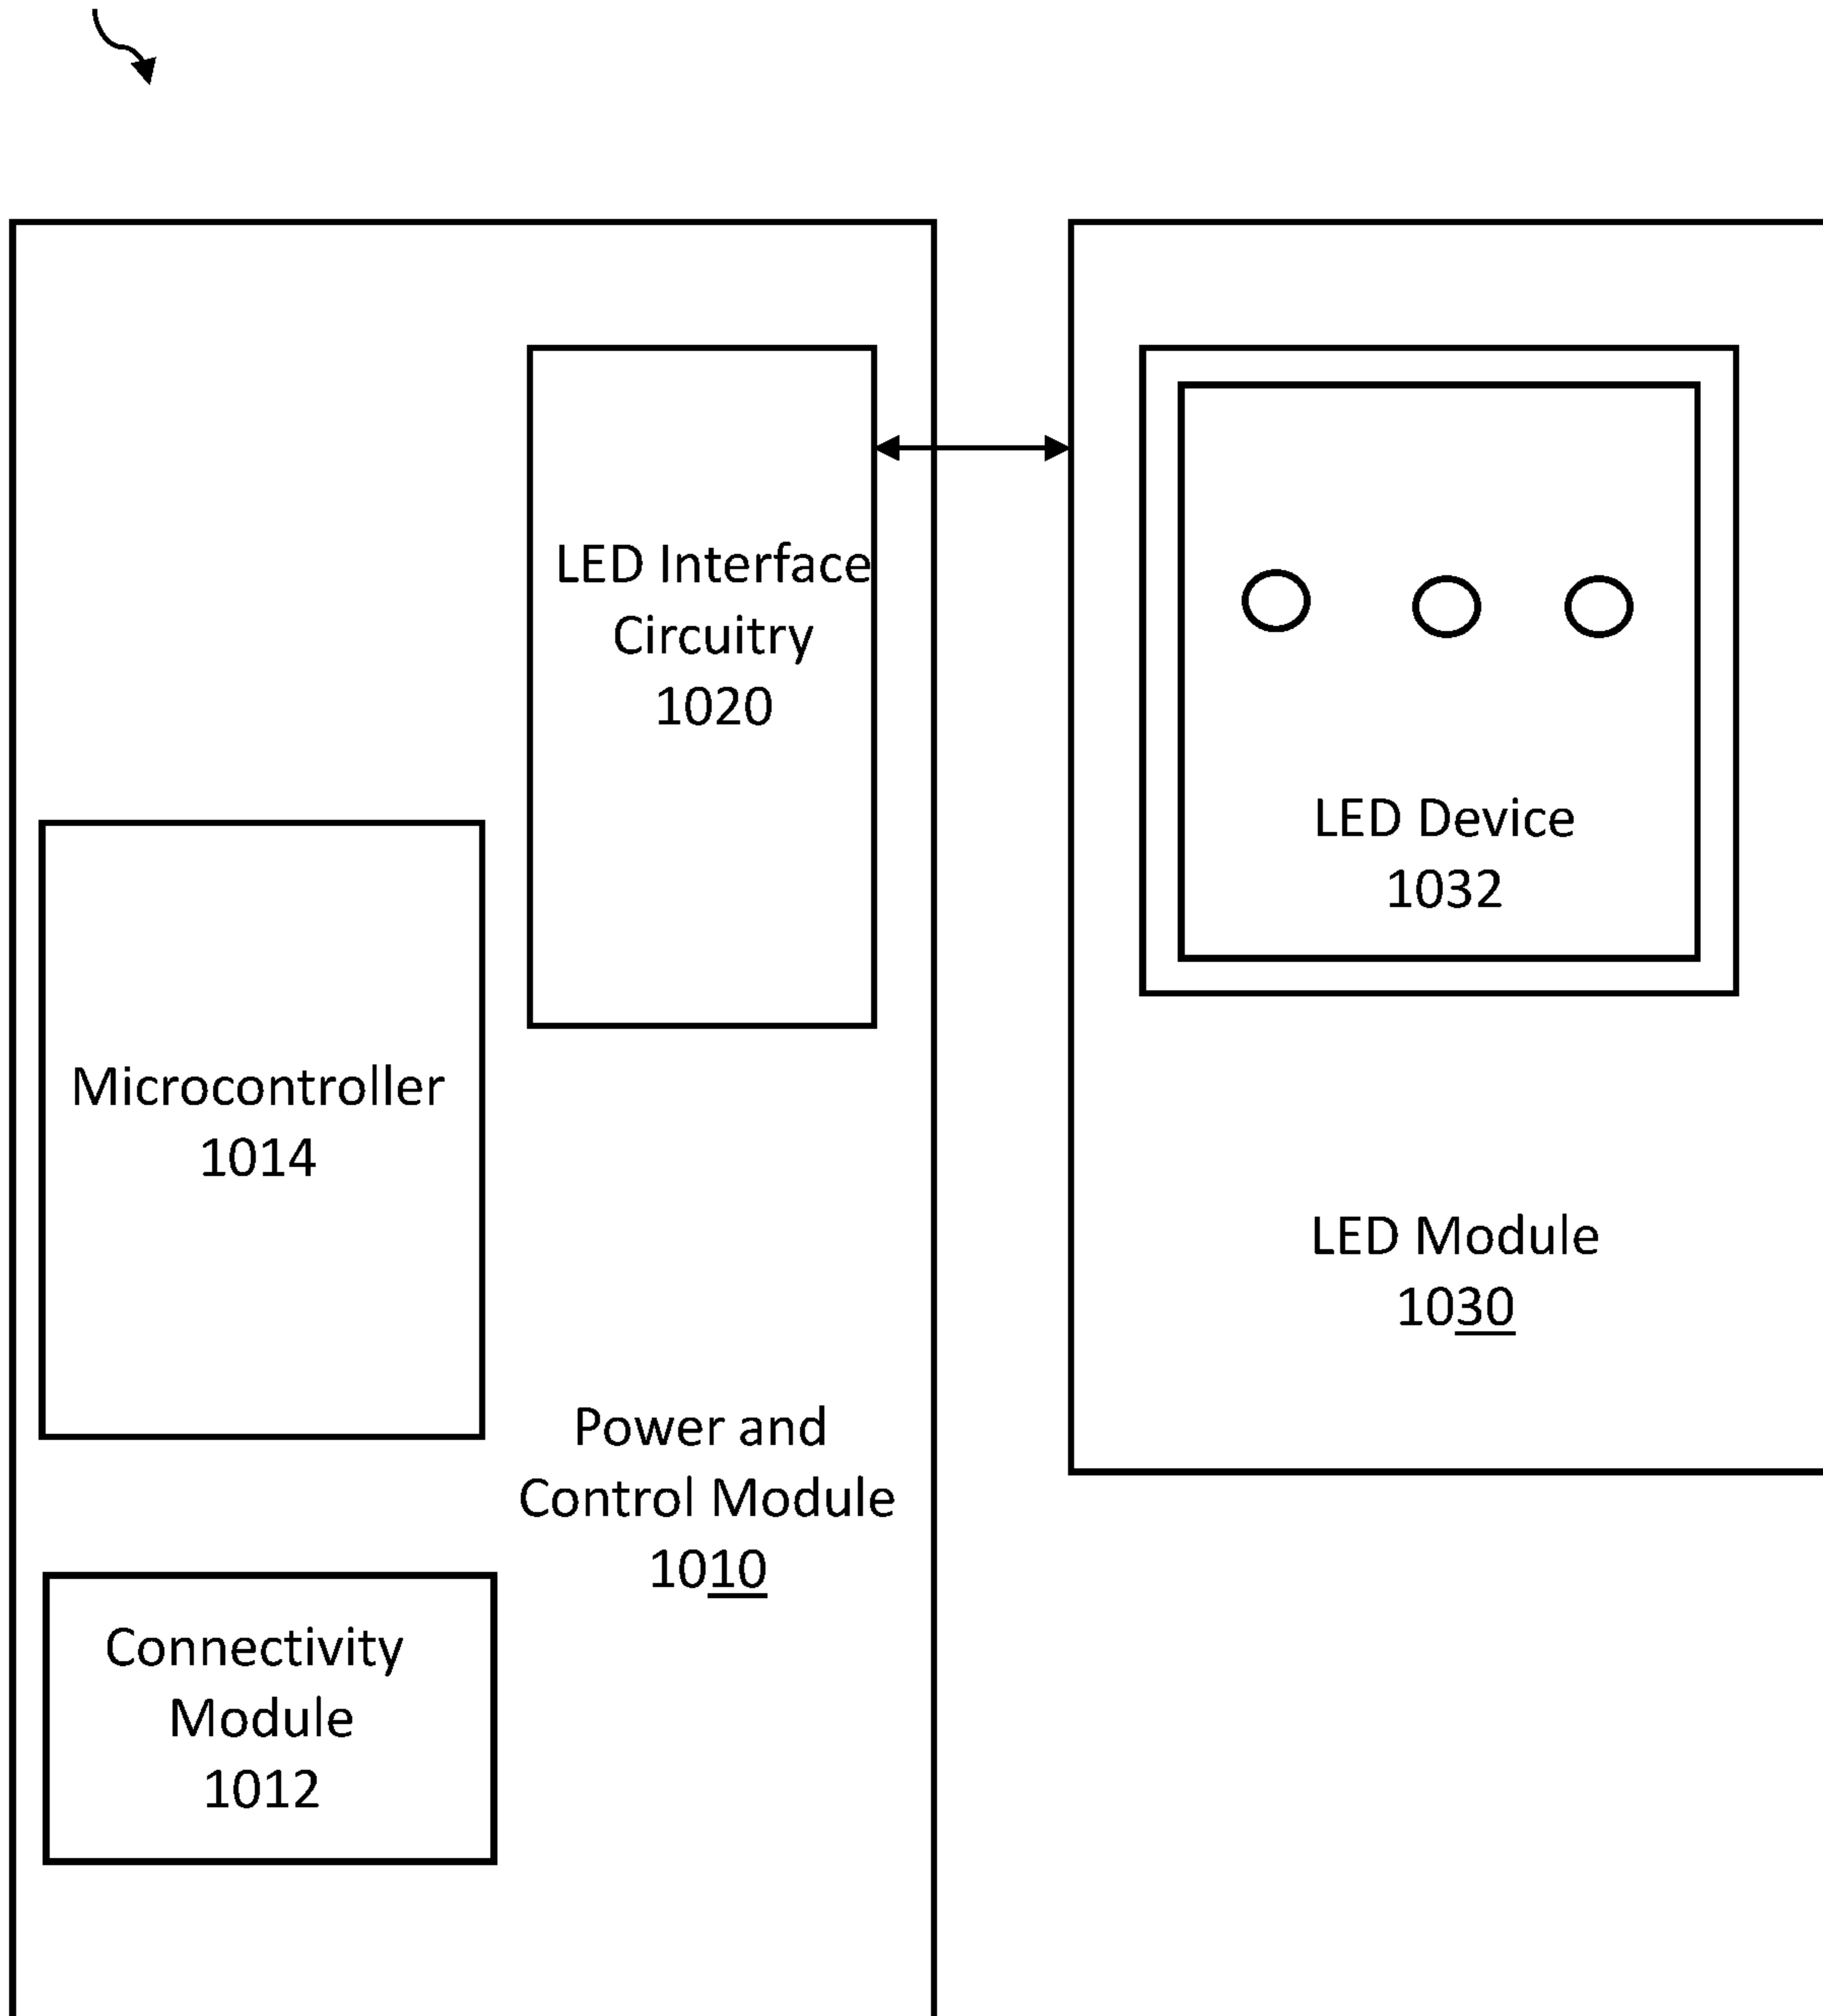 LED Interface
Circuitry
1020
LED Device
1032
Microcontroller
1014
LED Module
1030
Power and
Control Module
1010
Connectivity
Module
1012